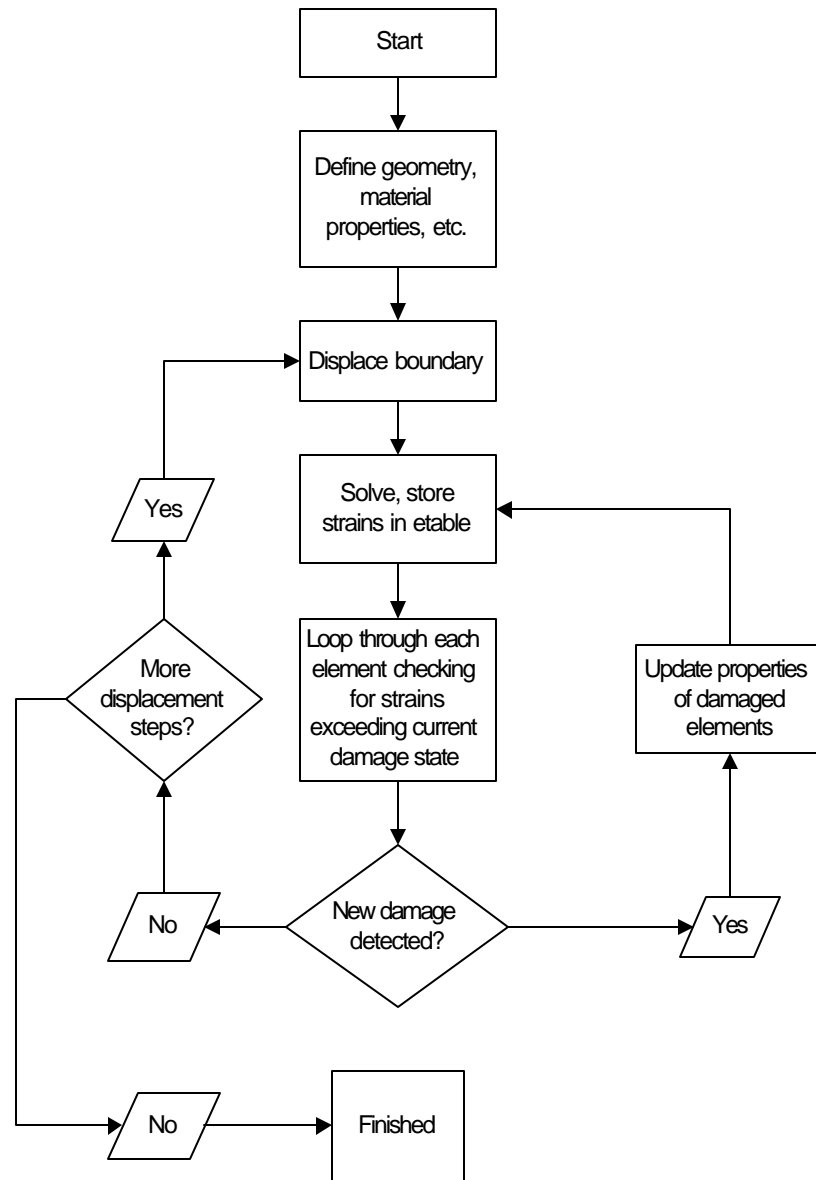 Start
Define geometry,
material
properties, etc.
Displace boundary
Solve, store
strains in etable
Yes
Loop through each
element checking
for strains
exceeding current
damage state
More
displacement
steps?
Update properties
of damaged
elements
New damage
detected?
No
Yes
No
Finished